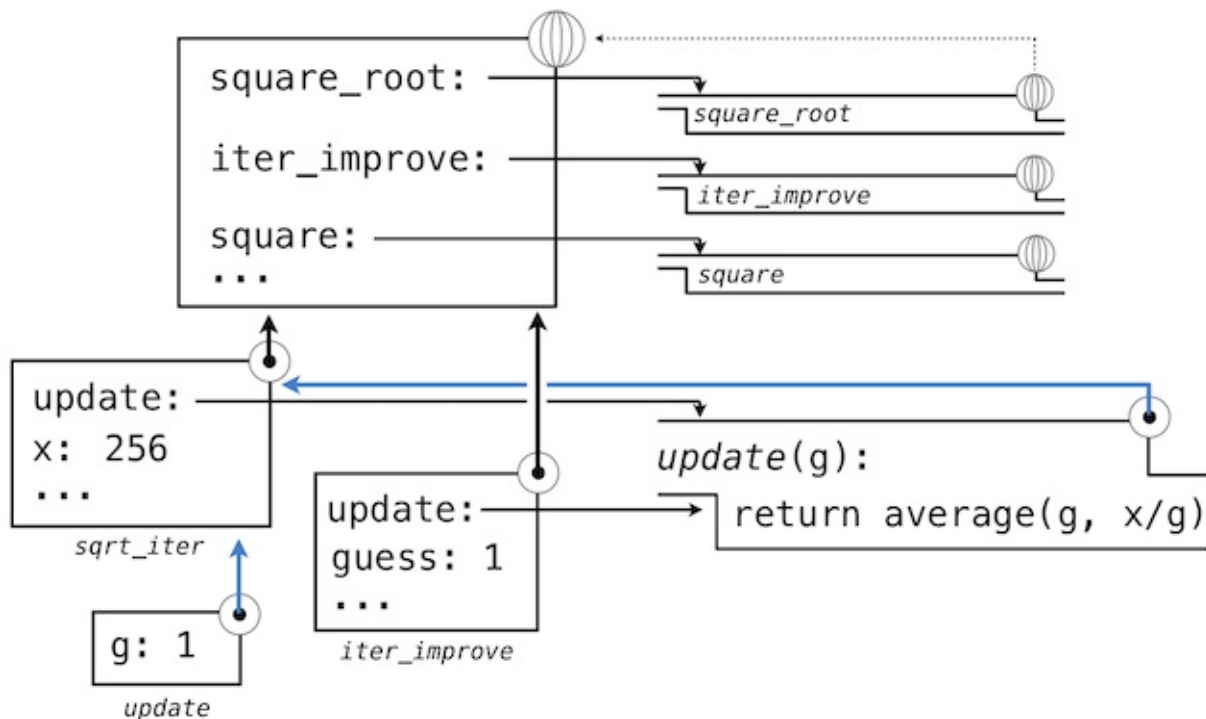 square_root:
square_root
iter_improve:
iter_improve
square:
square
...
update:
x: 256
...
sqrt_iter
update(g):
return average(g, x/g)
update:
guess: 1
...
iter_improve
g: 1
update